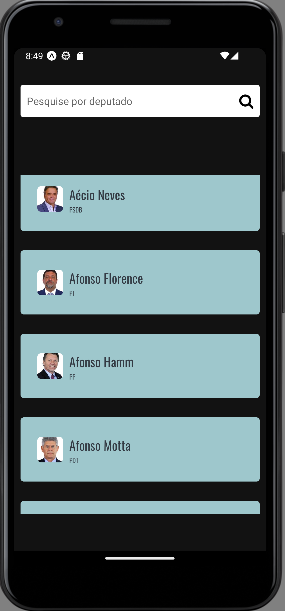 8:49
Pesquise por deputado
Aécio Neves
PSDB
Afonso Florence
PT
Afonso Hamm
PP
Afonso Motta
PDT